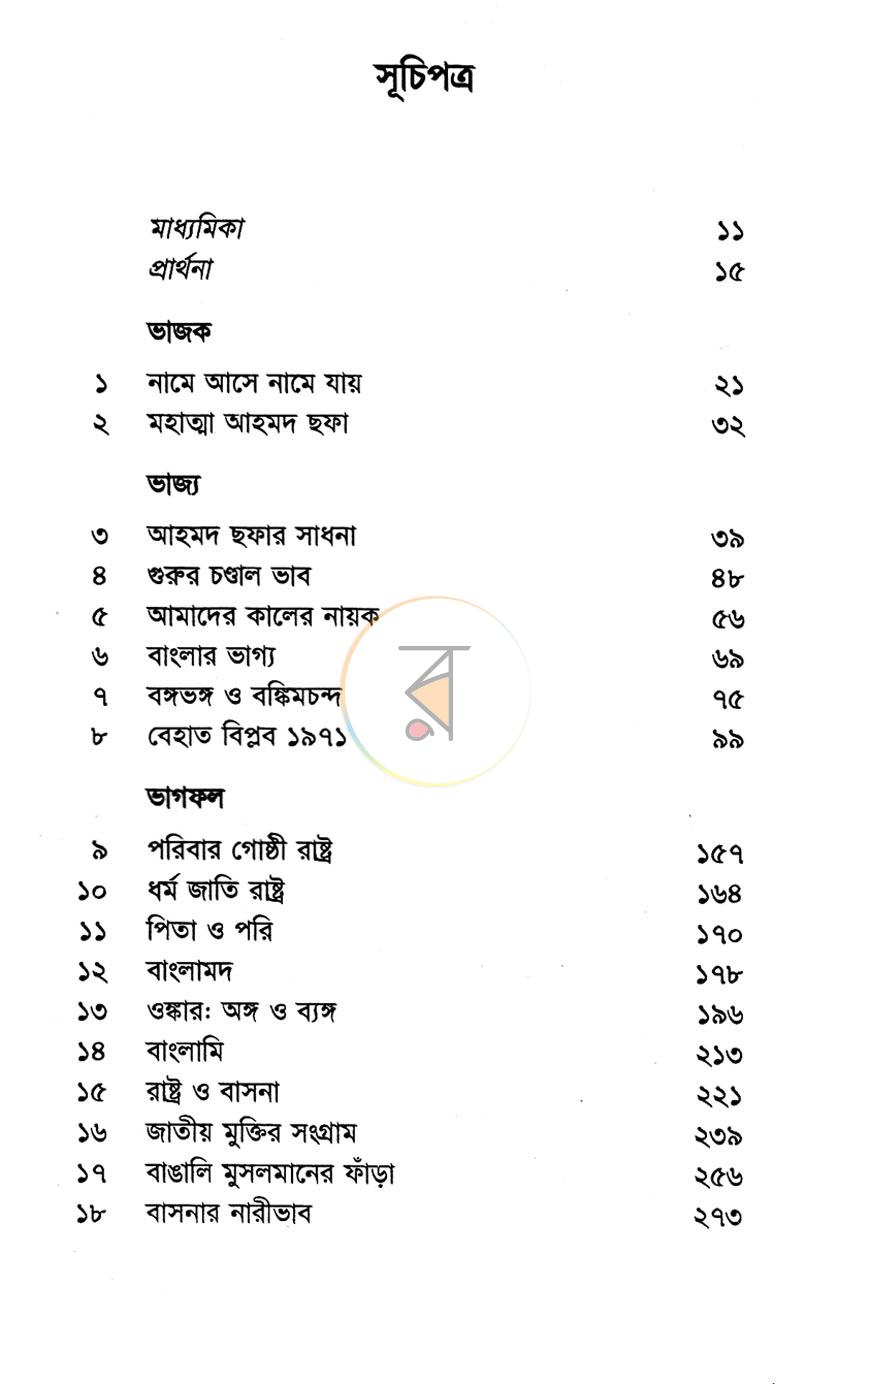 সূচিপত্র
মাধ্যমিকা ১১
প্রার্থনা ১৫
ভাজক
১ নামে আসে নামে যায় ২১
২ মহাত্মা আহমদ ছফা ৩২
ভাজ্য
৩ আহমদ ছফার সাধনা ৩৯
৪ গুরুর চণ্ডাল ভাব ৪৮
৫ আমাদের কালের নায়ক ৫৬
৬ বাংলার ভাগ্য ৬৯
৭ বঙ্গভঙ্গ ও বঙ্কিমচন্দ ৭৫
৮ বেহাত বিপ্লব ১৯৭১ ৯৯
ভাগফল
৯ পরিবার গোষ্ঠী রাষ্ট্র ১৫৭
১০ ধর্ম জাতি রাষ্ট্র ১৬৪
১১ পিতা ও পরি ১৭০
১২ বাংলামদ ১৭৮
১৩ ওঙ্কার: অঙ্গ ও ব্যঙ্গ ১৯৬
১৪ বাংলামি ২১৩
১৫ রাষ্ট্র ও বাসনা ২২১
১৬ জাতীয় মুক্তির সংগ্রাম ২৩৯
১৭ বাঙালি মুসলমানের ফাঁড়া ২৫৬
১৮ বাসনার নারীভাব ২৭৩